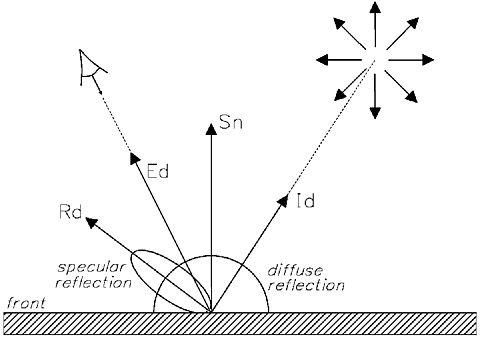 Sn
Ed
Id
Rd
specular
reflection
diffuse
reflection
front